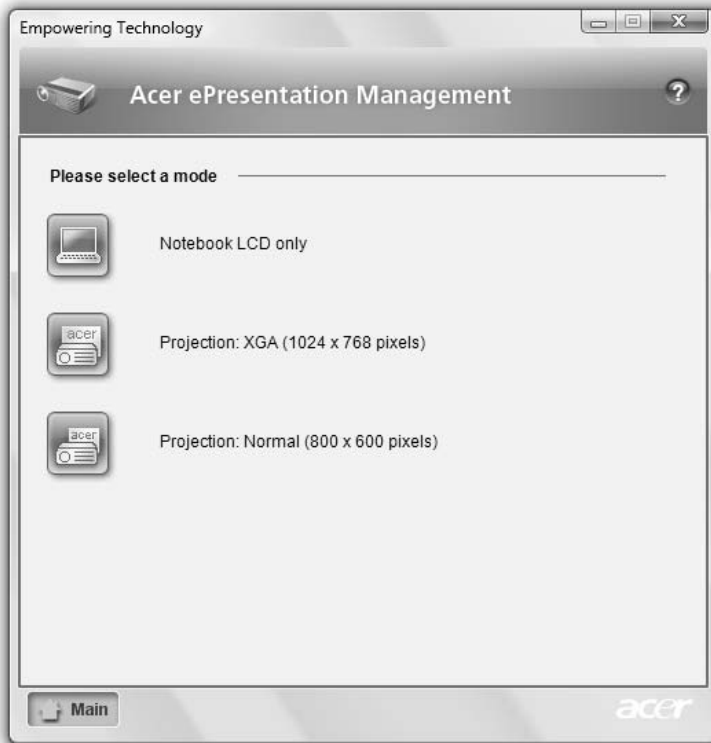 Empowering Technology
Acer ePresentation Management
?
Please select a mode
Notebook LCD only
acer
Projection: XGA (1024 x 768 pixels)
acer
Projection: Normal (800 x 600 pixels)
Main
acer